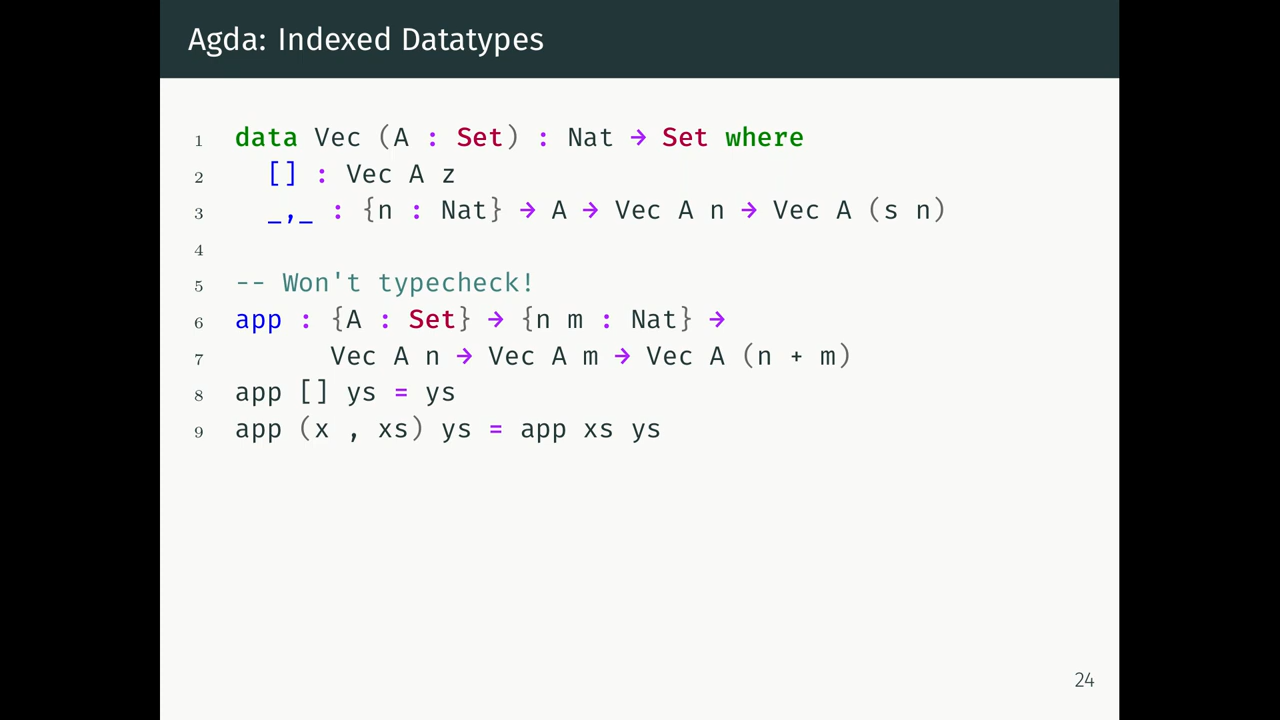 Agda: Indexed Datatypes
1 data Vec (A : Set) : Nat → Set where
2   [] : Vec A z
3   _,_ : {n : Nat} → A → Vec A n → Vec A (s n)
4
5 -- Won't typecheck!
6 app : {A : Set} → {n m : Nat} →
7       Vec A n → Vec A m → Vec A (n + m)
8 app [] ys = ys
9 app (x , xs) ys = app xs ys
24